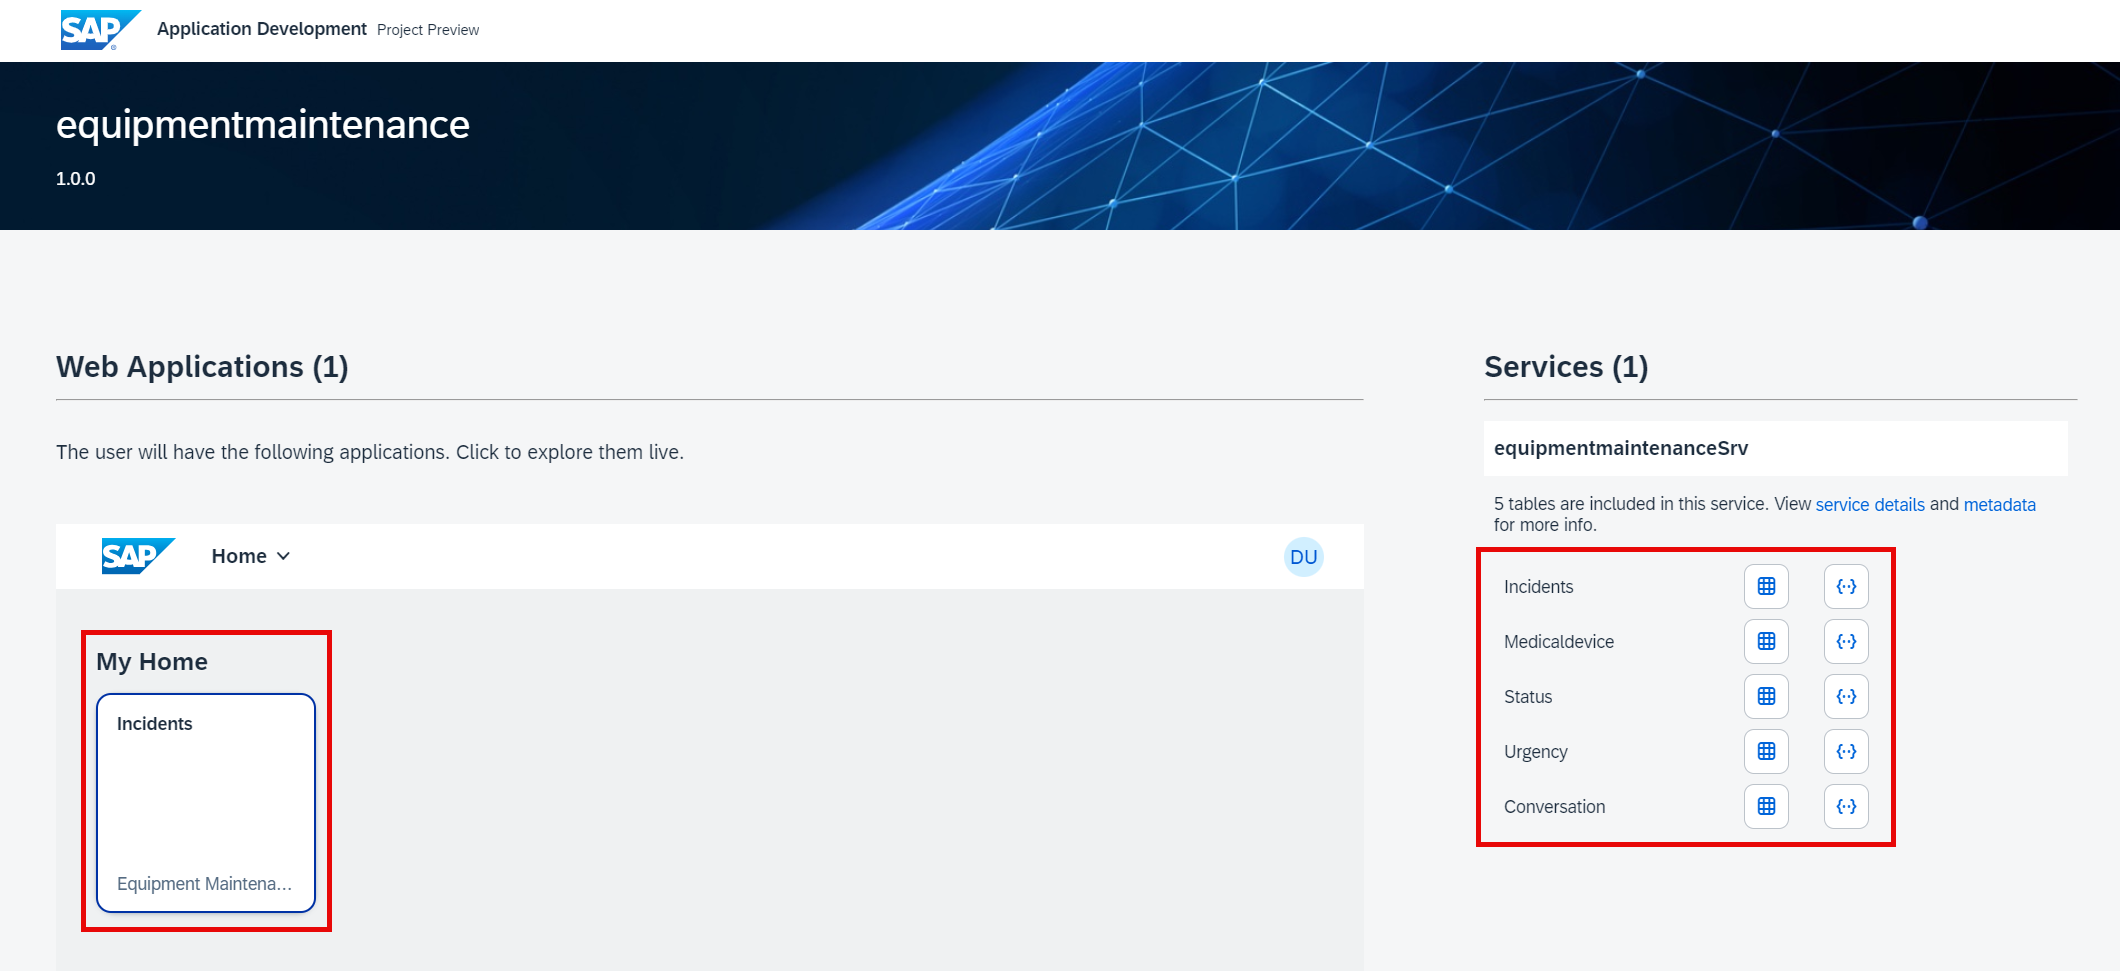 SAP Application Development Project Preview
equipmentmaintenance
1.0.0
Web Applications (1)
The user will have the following applications. Click to explore them live.
SAP Home DU
My Home
Incidents
Equipment Maintena...
Services (1)
equipmentmaintenanceSrv
5 tables are included in this service. View service details and metadata
for more info.
Incidents
Medicaldevice
Status
Urgency
Conversation